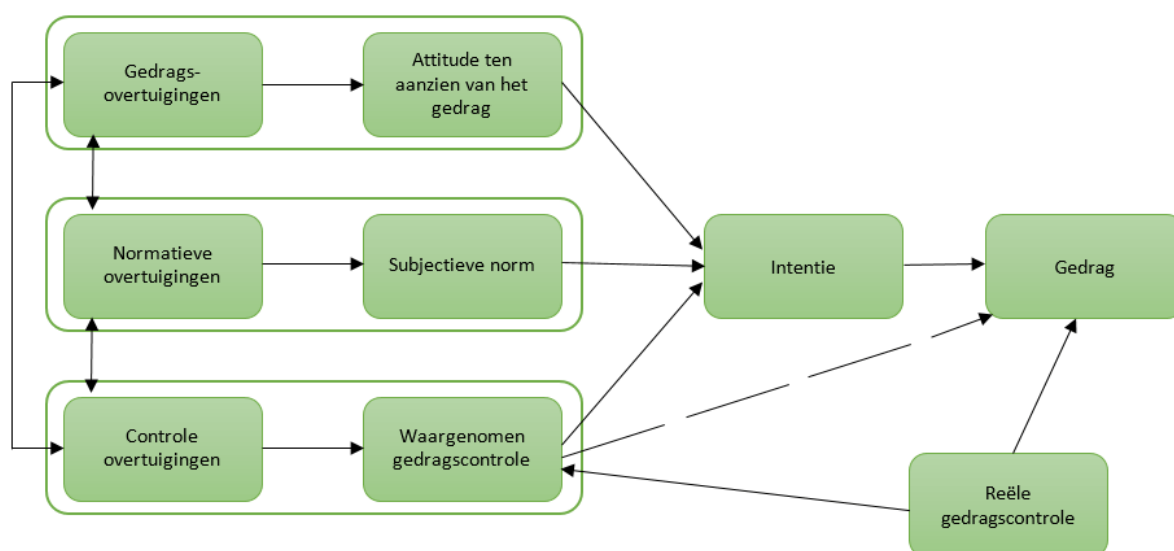 Gedrags-
overtuigingen
Attitude ten
aanzien van het
gedrag
Normatieve
overtuigingen
Subjectieve norm
Intentie
Gedrag
Controle
overtuigingen
Waargenomen
gedragscontrole
Reële
gedragscontrole